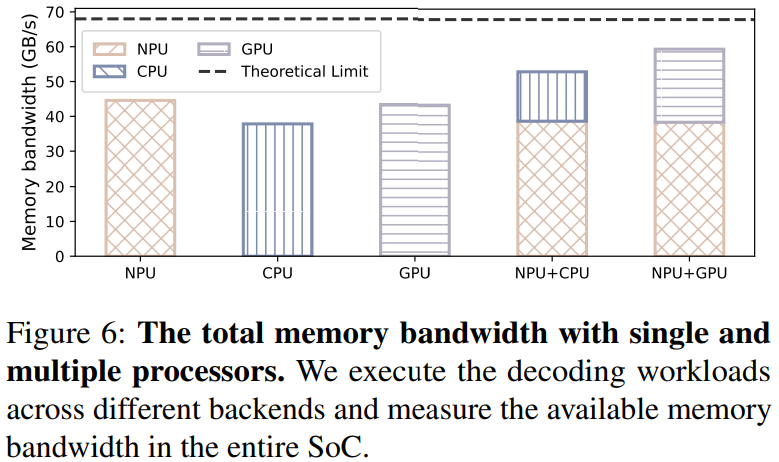 Memory bandwidth (GB/s)
70
60
50
40
30
20
10
0
NPU
GPU
CPU
Theoretical Limit
NPU
CPU
GPU
NPU+CPU
NPU+GPU
Figure 6: The total memory bandwidth with single and
multiple processors. We execute the decoding workloads
across different backends and measure the available memory
bandwidth in the entire SoC.